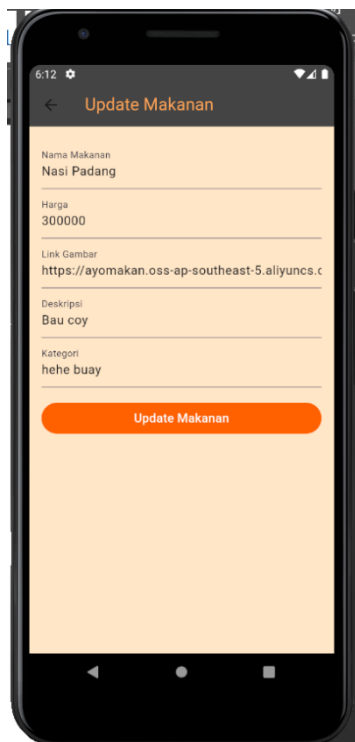 6:12
Update Makanan
Nama Makanan
Nasi Padang
Harga
300000
Link Gambar
https://ayomakan.oss-ap-southeast-5.aliyuncs.c
Deskripsi
Bau coy
Kategori
hehe buay
Update Makanan